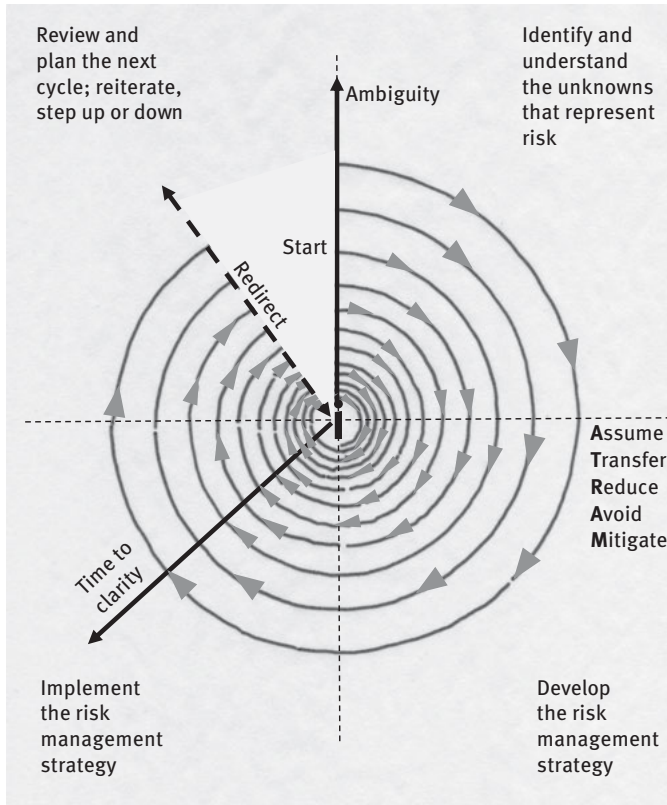 Review and
plan the next
cycle; reiterate,
step up or down
Identify and
understand
the unknowns
that represent
risk
Ambiguity
Start
Redirect
Assume
Transfer
Reduce
Avoid
Mitigate
Time to
clarity
Implement
the risk
management
strategy
Develop
the risk
management
strategy